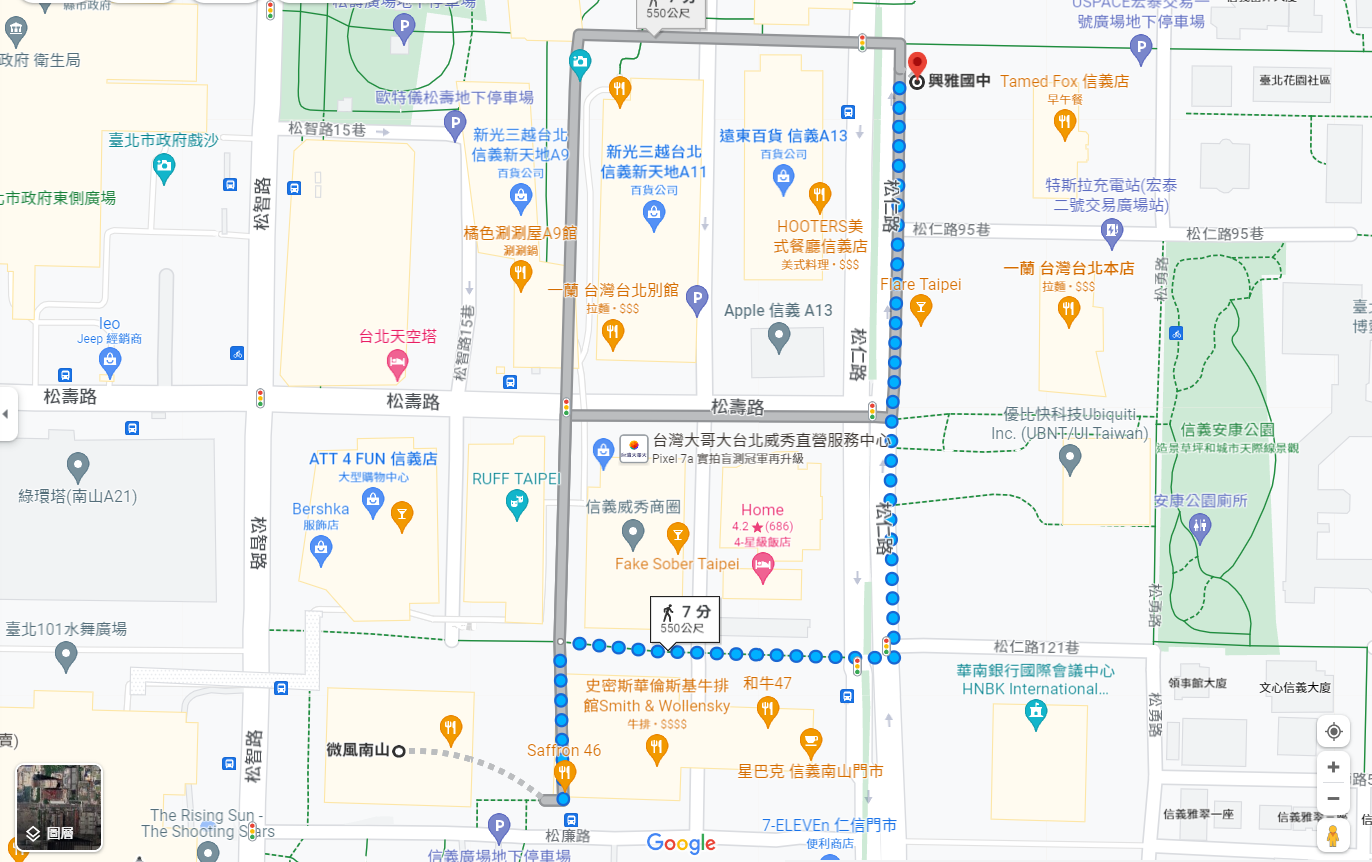 縣市政府
松壽廣場地下停車場
7 分
550公尺
USPACE宏泰交易二
號廣場地下停車場
政府 衛生局
興雅國中
Tamed Fox 信義店
早午餐
臺北花園社區
歐特儀松壽地下停車場
松智路15巷
臺北市政府戲沙
新光三越台北
信義新天地A9
百貨公司
新光三越台北
信義新天地A11
百貨公司
遠東百貨 信義A13
百貨公司
北市政府東側廣場
松智路
松仁路
特斯拉充電站(宏泰
二號交易廣場站)
橘色涮涮屋A9館
涮涮鍋
HOOTERS美
式餐廳信義店
美式料理・$$$
松仁路95巷
松仁路95巷
一蘭 台灣台北別館
拉麵・$$$
Flare Taipei
一蘭 台灣台北本店
拉麵・$$$
松勇路
leo
Jeep 經銷商
台北天空塔
松智路15巷
Apple 信義 A13
松仁路
松壽路
松壽路
松壽路
台灣大哥大台北威秀直營服務中心
Pixel 7a 實拍盲測冠軍再升級
優比快科技Ubiquiti
Inc. (UBNT/UI-Taiwan)
信義安康公園
造景草坪和城市天際線景觀
ATT 4 FUN 信義店
大型購物中心
RUFF TAIPEI
綠環塔(南山A21)
Bershka
服飾店
信義威秀商圈
Home
4.2 ★ (686)
4-星級飯店
松仁路
安康公園廁所
松智路
Fake Sober Taipei
7 分
550公尺
松勇路
臺北101水舞廣場
松仁路121巷
史密斯華倫斯基牛排
館Smith & Wollensky
牛排・$$$$
和牛47
華南銀行國際會議中心
HNBK International...
領事館大廈
文心信義大廈
松勇路
微風南山
Saffron 46
松智路
星巴克 信義南山門市
The Rising Sun -
The Shooting Stars
圖層
松廉路
信義廣場地下停車場
Google
7-ELEVEn 仁信門市
便利商店
信義雅翠一座